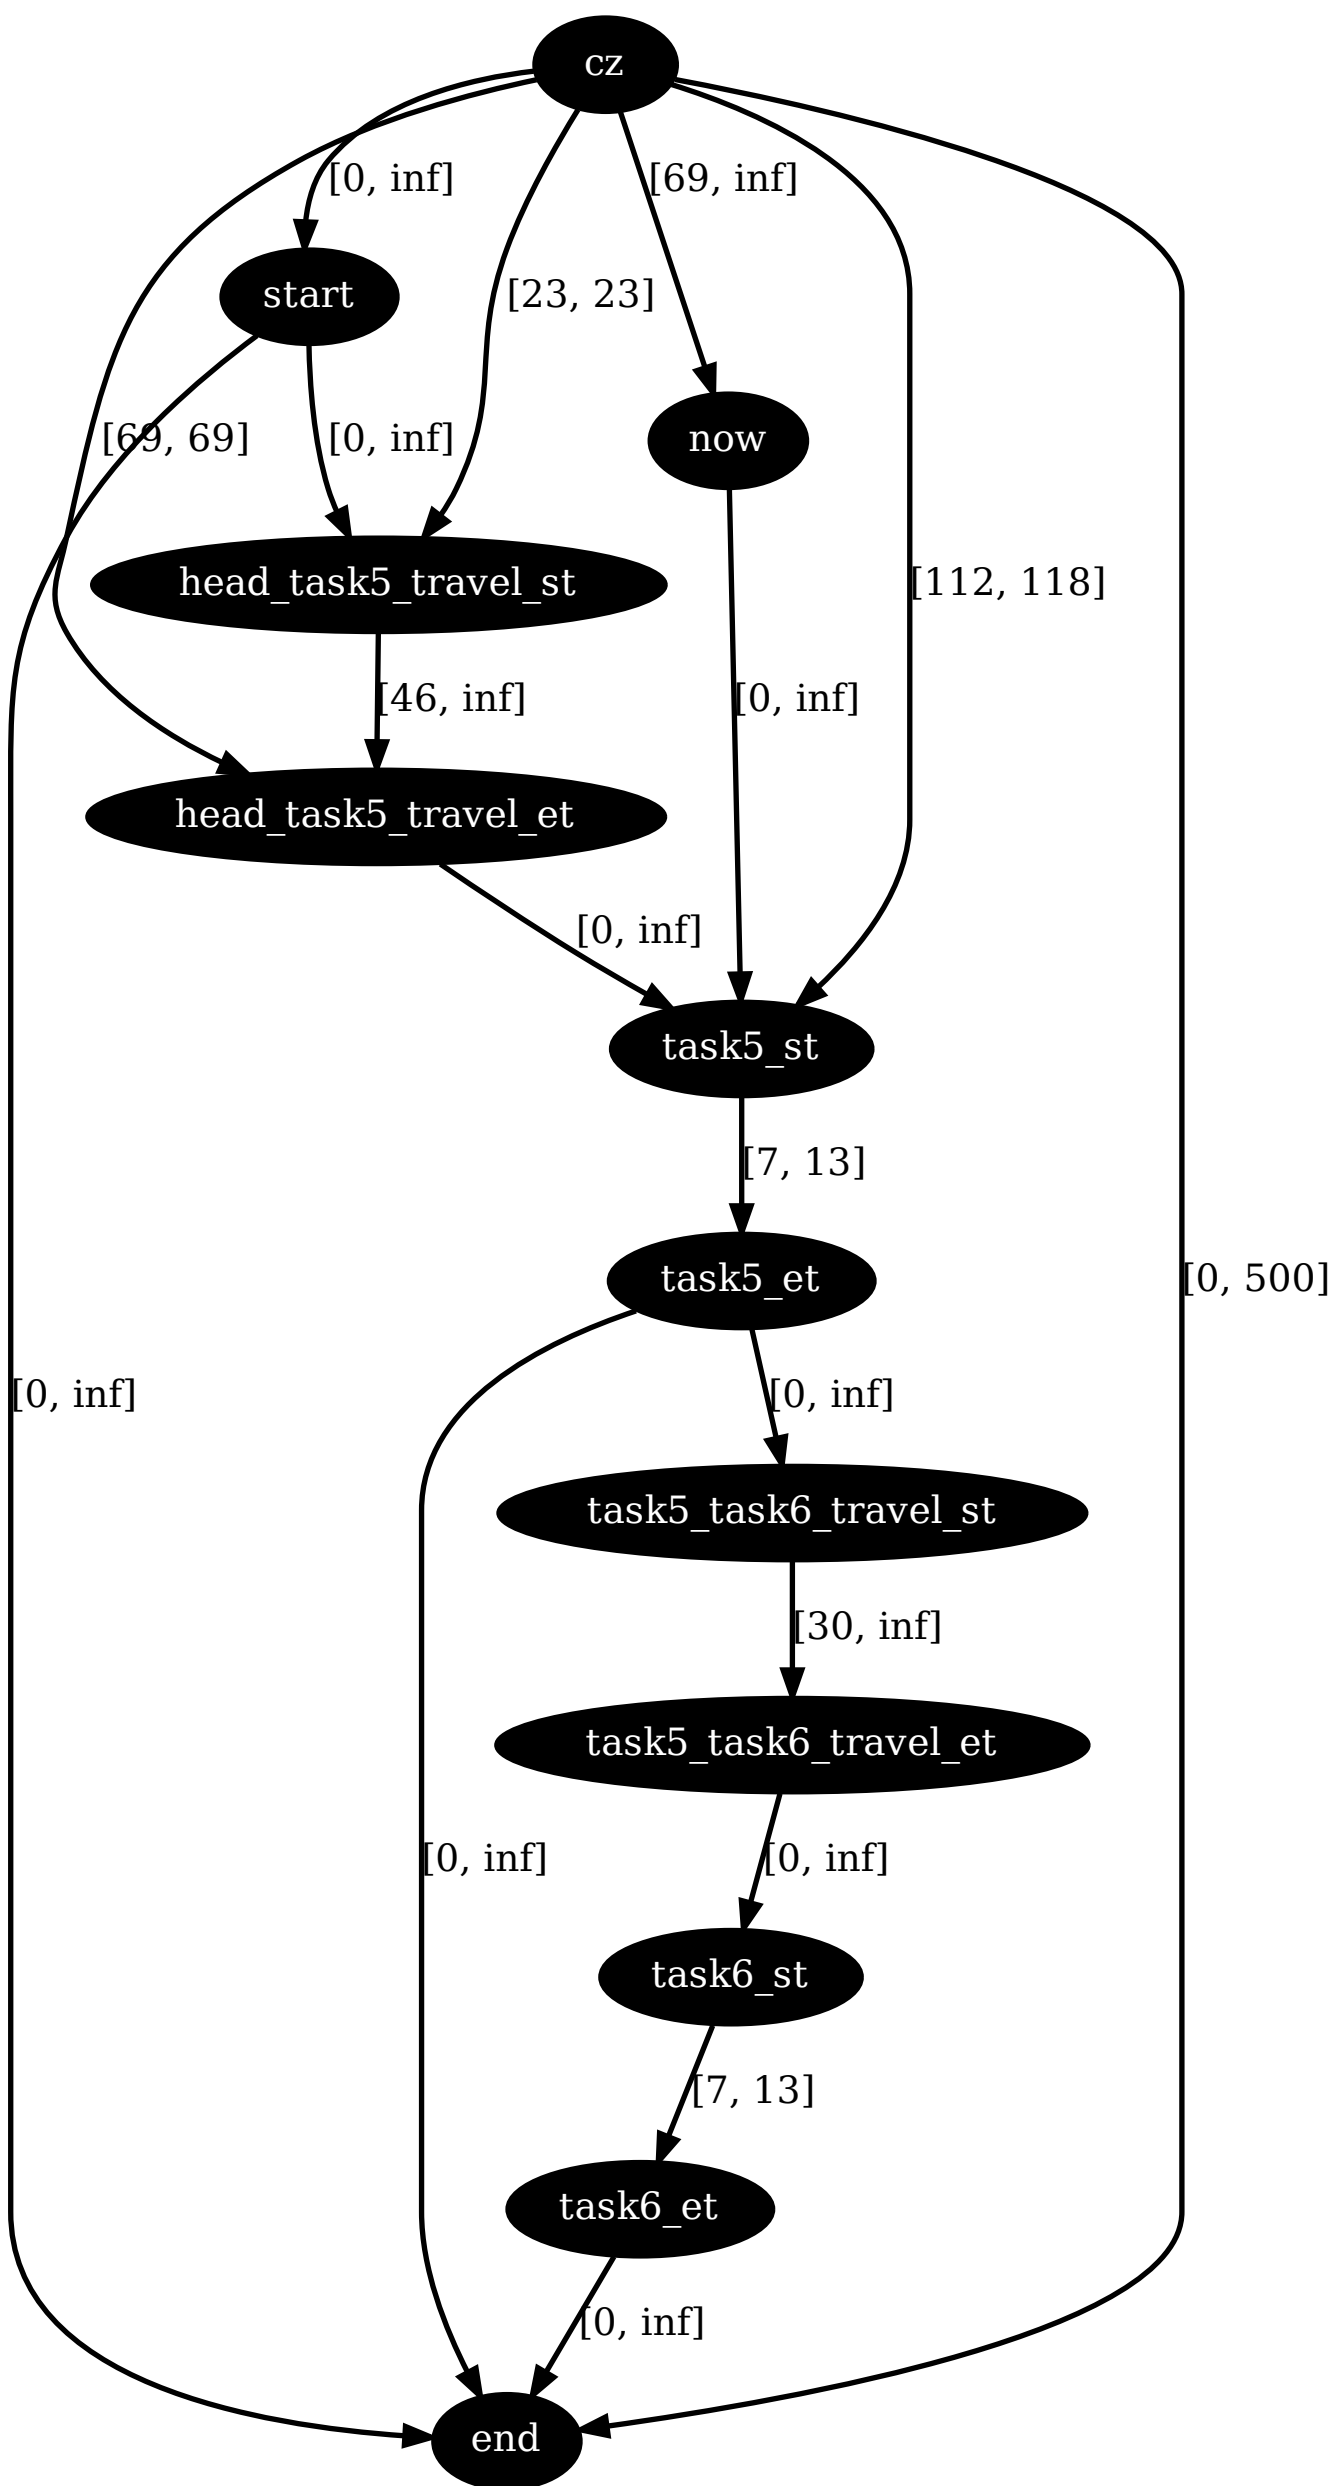 cz
[0, inf]
[69, inf]
start
[23, 23]
now
[69, 69]
[0, inf]
head_task5_travel_st
[112, 118]
[46, inf]
[0, inf]
head_task5_travel_et
[0, inf]
task5_st
[7, 13]
task5_et
[0, 500]
[0, inf]
[0, inf]
task5_task6_travel_st
[30, inf]
task5_task6_travel_et
[0, inf]
[0, inf]
task6_st
[7, 13]
task6_et
[0, inf]
end